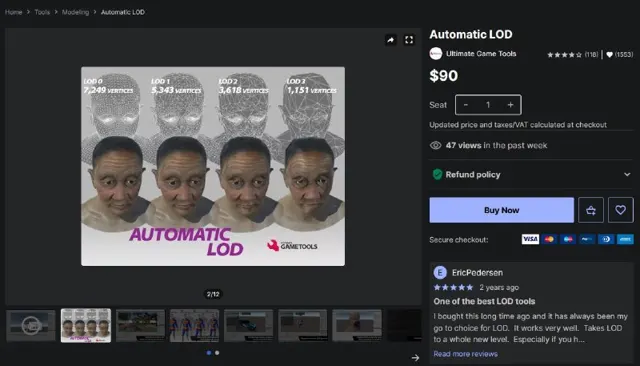 Home > Tools > Modeling > Automatic LOD
Automatic LOD
Ultimate Game Tools
(118) | (1553)
$90
Seat - 1 +
Updated price and taxes/VAT calculated at checkout
47 views in the past week
Refund policy
Buy Now
Secure checkout: VISA
LOD 0
7,249 VERTICES
LOD 1
5,343 VERTICES
LOD 2
3,618 VERTICES
LOD 3
1,151 VERTICES
AUTOMATIC
LOD
GAMETOOLS
2/12
E EricPedersen
2 years ago
One of the best LOD tools
I bought this long time ago and it has always been my
go to choice for LOD. It works very well. Takes LOD
to a whole new level. Especially if you h...
Read more reviews